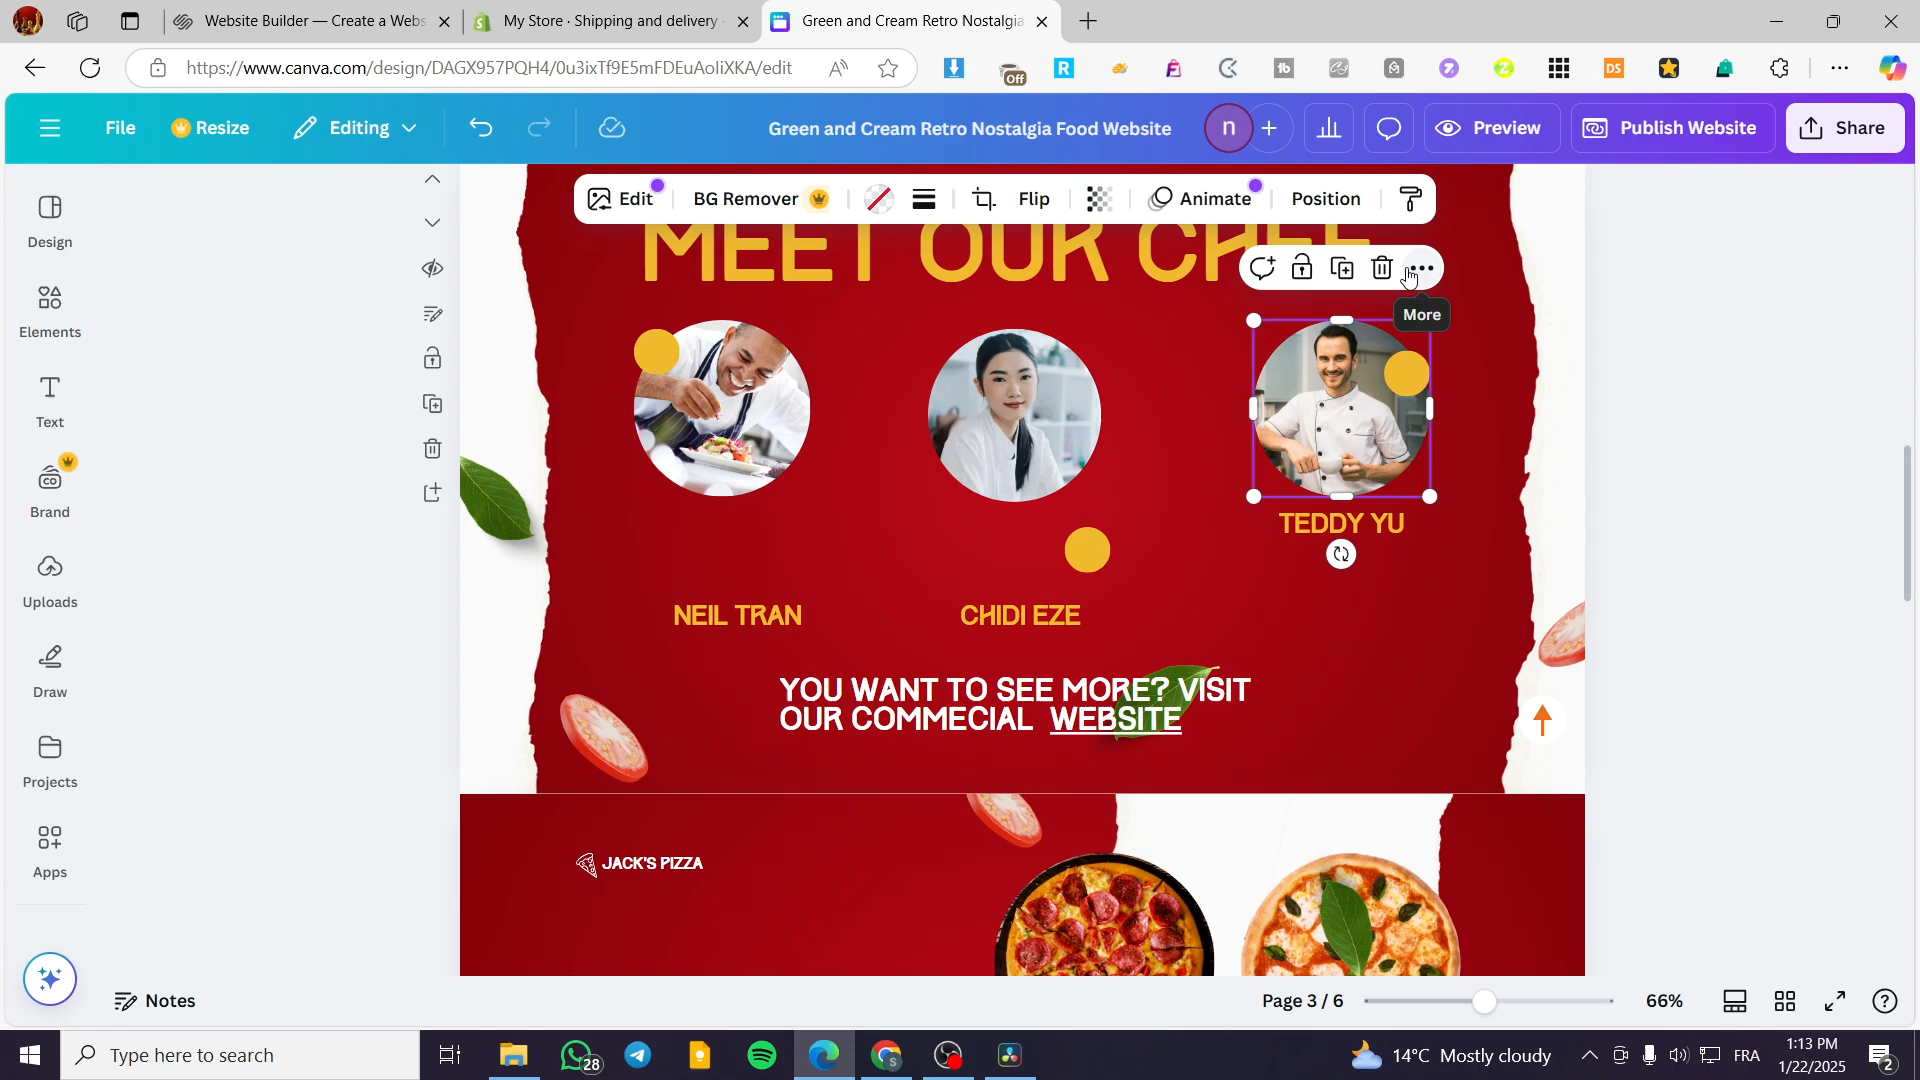 Website Builder — Create a Webs
My Store · Shipping and delivery
Green and Cream Retro Nostalgia
https://www.canva.com/design/DAGX957PQH4/0u3ixTf9E5mFDEuAoliXKA/edit
File
Resize
Editing
Green and Cream Retro Nostalgia Food Website
n
Preview
Publish Website
Share
Edit
BG Remover
Flip
Animate
Position
More
Design
Elements
Text
Brand
Uploads
Draw
Projects
Apps
MEET OUR CHEF
TEDDY YU
NEIL TRAN
CHIDI EZE
YOU WANT TO SEE MORE? VISIT
OUR COMMECIAL WEBSITE
JACK'S PIZZA
Notes
Page 3 / 6
66%
Type here to search
28
14°C Mostly cloudy
FRA
1:13 PM
1/22/2025
2
Off
DS